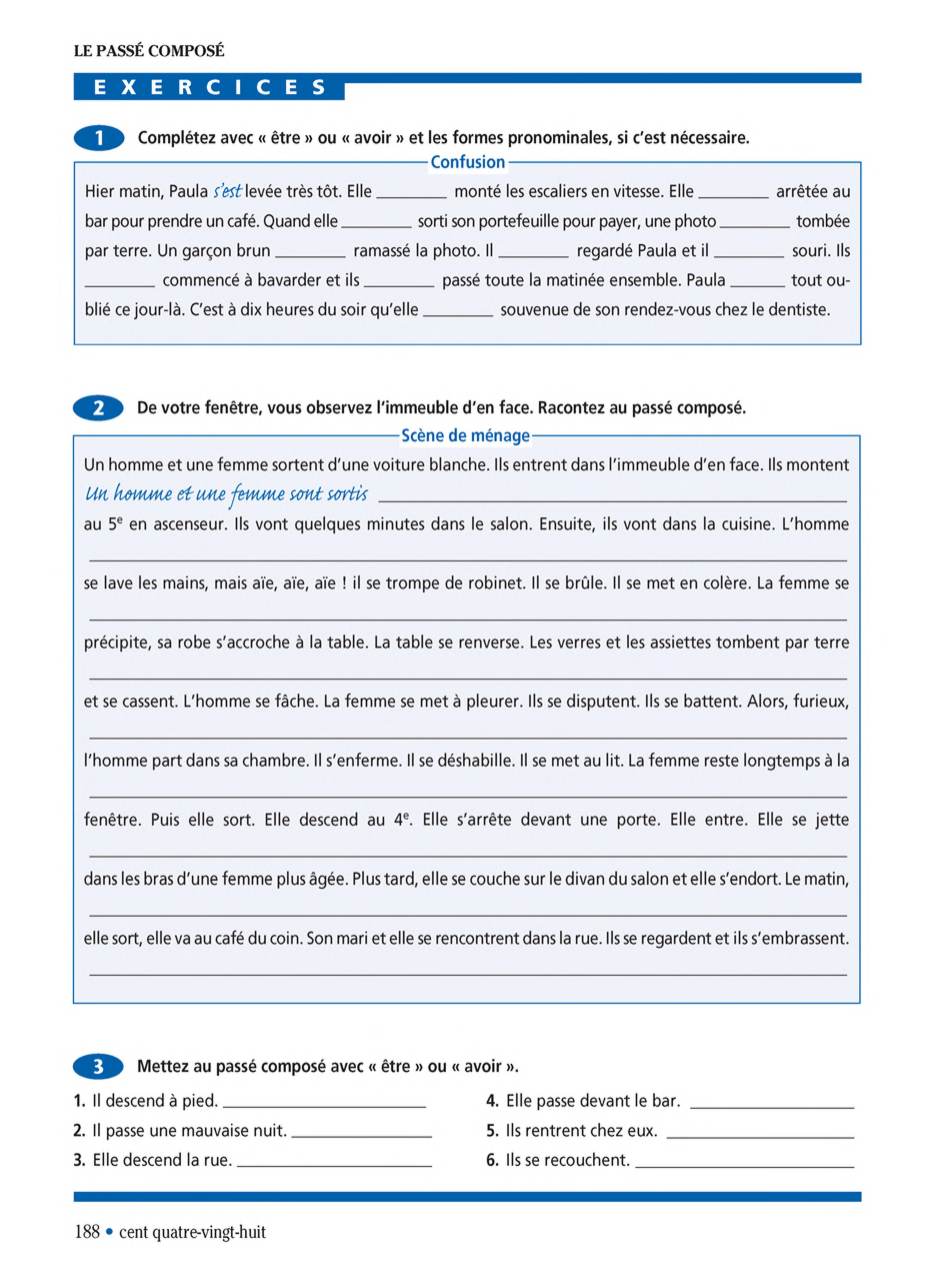 LE PASSÉ COMPOSÉ
EXERCICES
1 Complétez avec « être » ou « avoir » et les formes pronominales, si c’est nécessaire.
Confusion
Hier matin, Paula s’est levée très tôt. Elle ________ monté les escaliers en vitesse. Elle ________ arrêtée au
bar pour prendre un café. Quand elle ________ sorti son portefeuille pour payer, une photo ________ tombée
par terre. Un garçon brun ________ ramassé la photo. Il ________ regardé Paula et il ________ souri. Ils
________ commencé à bavarder et ils ________ passé toute la matinée ensemble. Paula ______ tout ou-
blié ce jour-là. C’est à dix heures du soir qu’elle ________ souvenue de son rendez-vous chez le dentiste.
2 De votre fenêtre, vous observez l’immeuble d’en face. Racontez au passé composé.
Scène de ménage
Un homme et une femme sortent d’une voiture blanche. Ils entrent dans l’immeuble d’en face. Ils montent
Un homme et une femme sont sortis
au 5e en ascenseur. Ils vont quelques minutes dans le salon. Ensuite, ils vont dans la cuisine. L’homme
se lave les mains, mais aïe, aïe, aïe ! il se trompe de robinet. Il se brûle. Il se met en colère. La femme se
précipite, sa robe s’accroche à la table. La table se renverse. Les verres et les assiettes tombent par terre
et se cassent. L’homme se fâche. La femme se met à pleurer. Ils se disputent. Ils se battent. Alors, furieux,
l’homme part dans sa chambre. Il s’enferme. Il se déshabille. Il se met au lit. La femme reste longtemps à la
fenêtre. Puis elle sort. Elle descend au 4e. Elle s’arrête devant une porte. Elle entre. Elle se jette
dans les bras d’une femme plus âgée. Plus tard, elle se couche sur le divan du salon et elle s’endort. Le matin,
elle sort, elle va au café du coin. Son mari et elle se rencontrent dans la rue. Ils se regardent et ils s’embrassent.
3 Mettez au passé composé avec « être » ou « avoir ».
1. Il descend à pied. ________
4. Elle passe devant le bar. ________
2. Il passe une mauvaise nuit. ________
5. Ils rentrent chez eux. ________
3. Elle descend la rue. ________
6. Ils se recouchent. ________
188 • cent quatre-vingt-huit